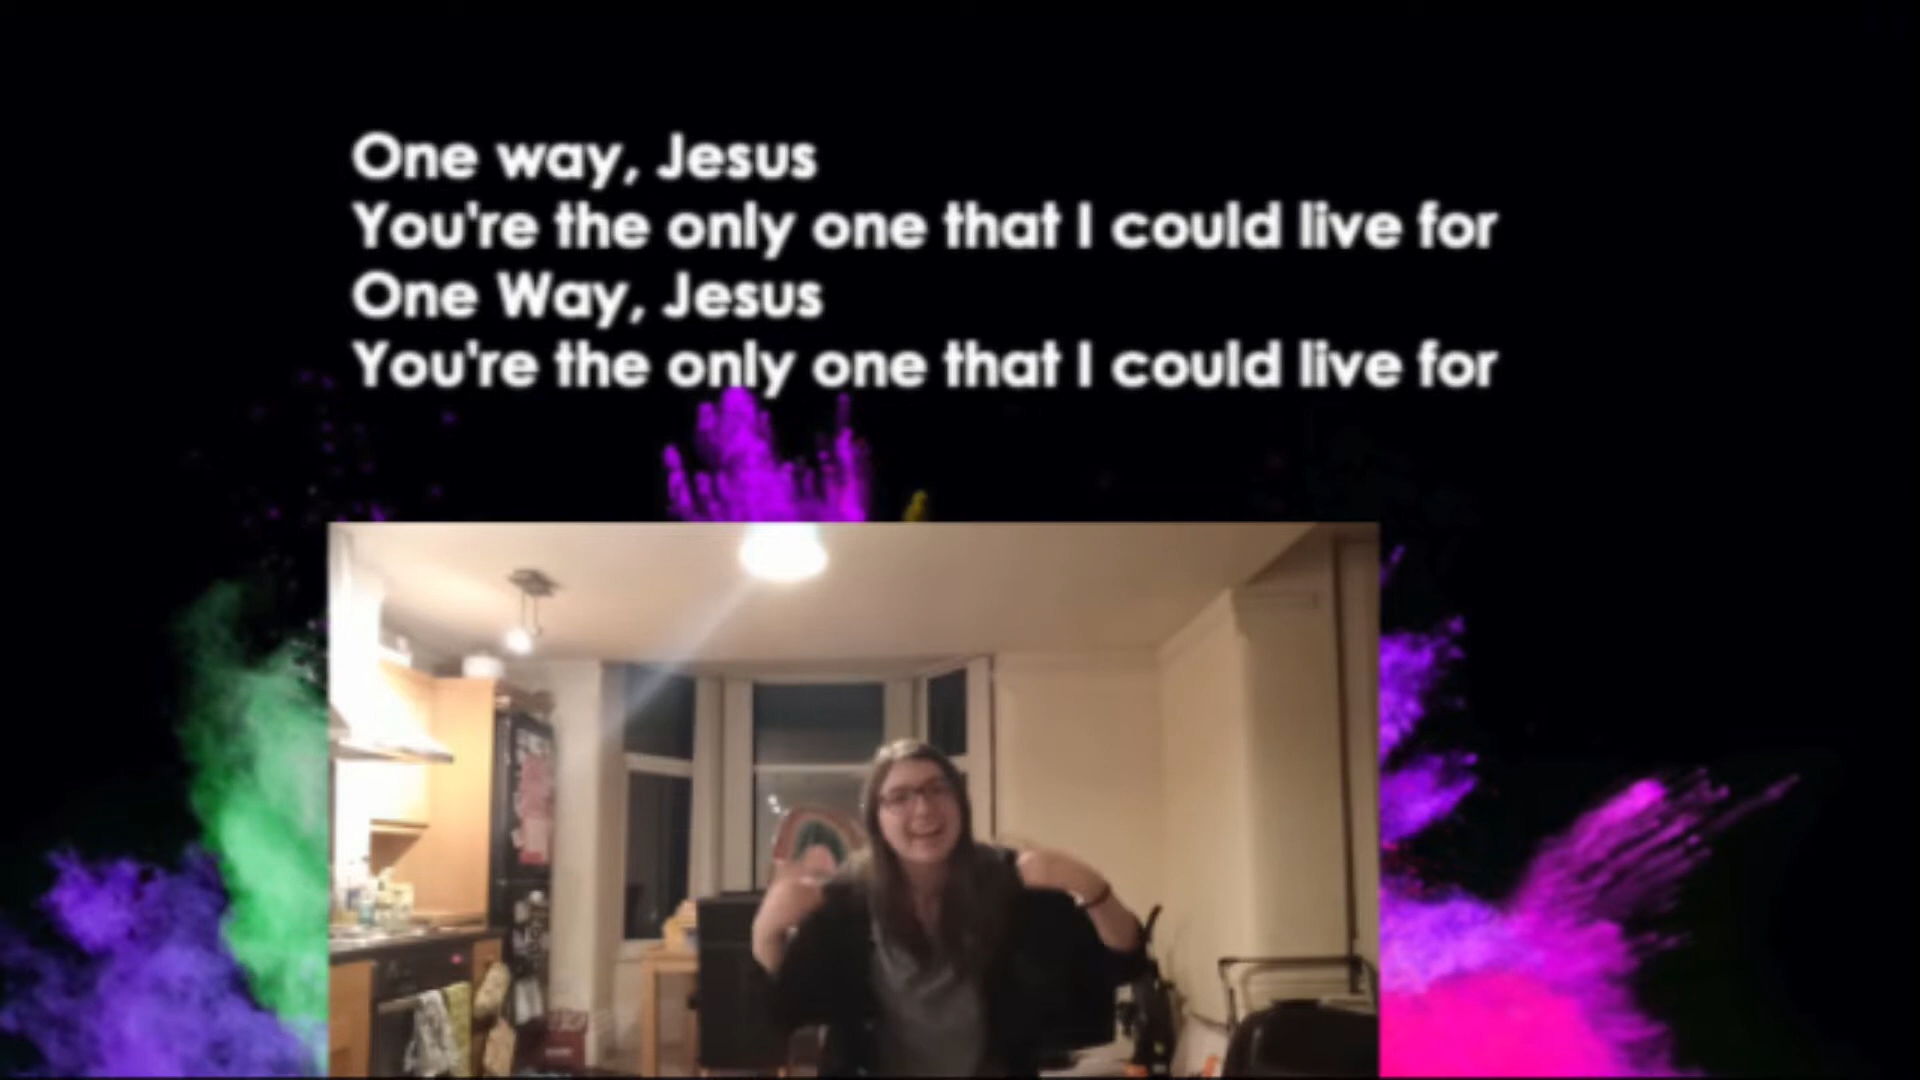 One way, Jesus
You're the only one that I could live for
One Way, Jesus
You're the only one that I could live for